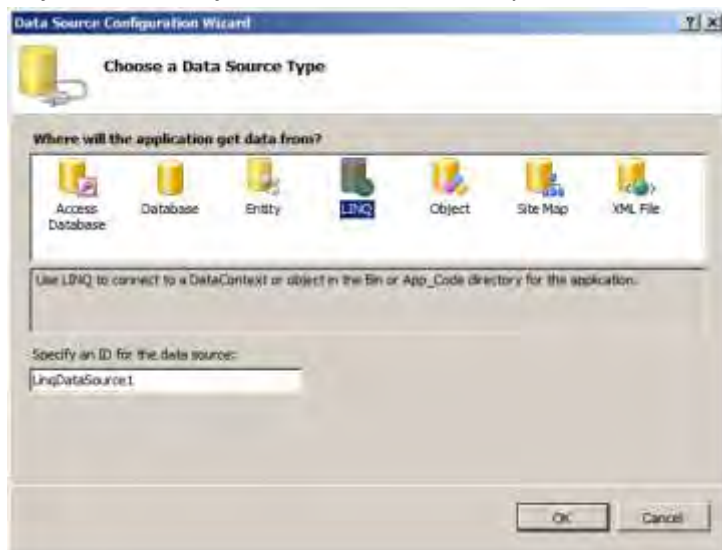 Data Source Configuration Wizard
Choose a Data Source Type
Where will the application get data from?
Access Database
Database
Entity
LINQ
Object
Site Map
XML File
Use LINQ to connect to a DataContext or object in the Bin or App_Code directory for this application.
Specify an ID for the data source:
LinqDataSource1
OK
Cancel